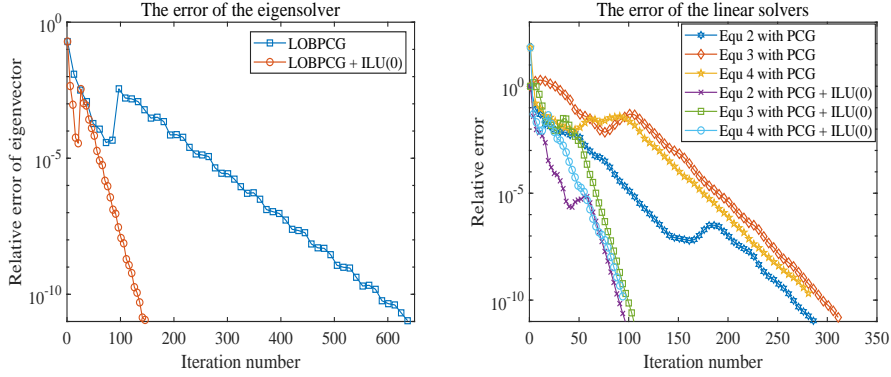 The error of the eigensolver
10^0
10^-5
10^-10
Relative error of eigenvector
LOBPCG
LOBPCG + ILU(0)
0 100 200 300 400 500 600
Iteration number
The error of the linear solvers
10^0
10^-5
10^-10
Relative error
Equ 2 with PCG
Equ 3 with PCG
Equ 4 with PCG
Equ 2 with PCG + ILU(0)
Equ 3 with PCG + ILU(0)
Equ 4 with PCG + ILU(0)
0 50 100 150 200 250 300 350
Iteration number